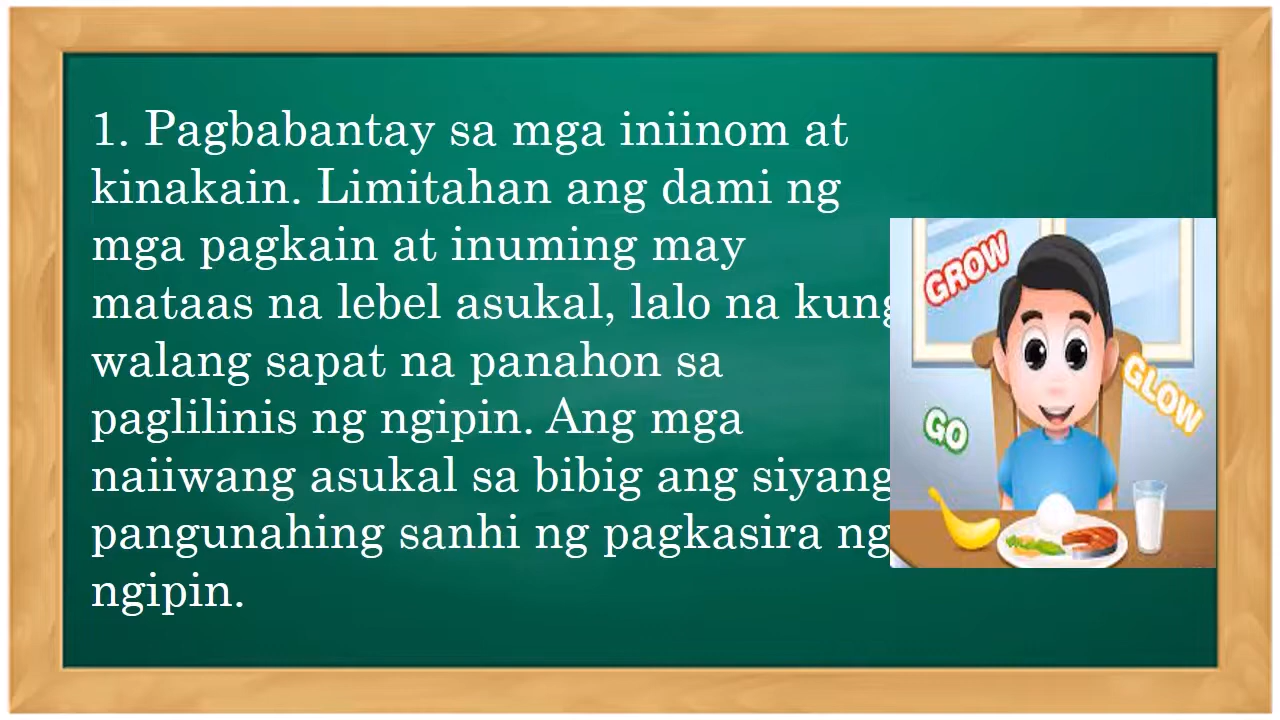 1. Pagbabantay sa mga iniinom at
kinakain. Limitahan ang dami ng
mga pagkain at inuming may
mataas na lebel asukal, lalo na kung
walang sapat na panahon sa
paglilinis ng ngipin. Ang mga
naiiwang asukal sa bibig ang siyang
pangunahing sanhi ng pagkasira ng
ngipin.
GROW
GLOW
GO